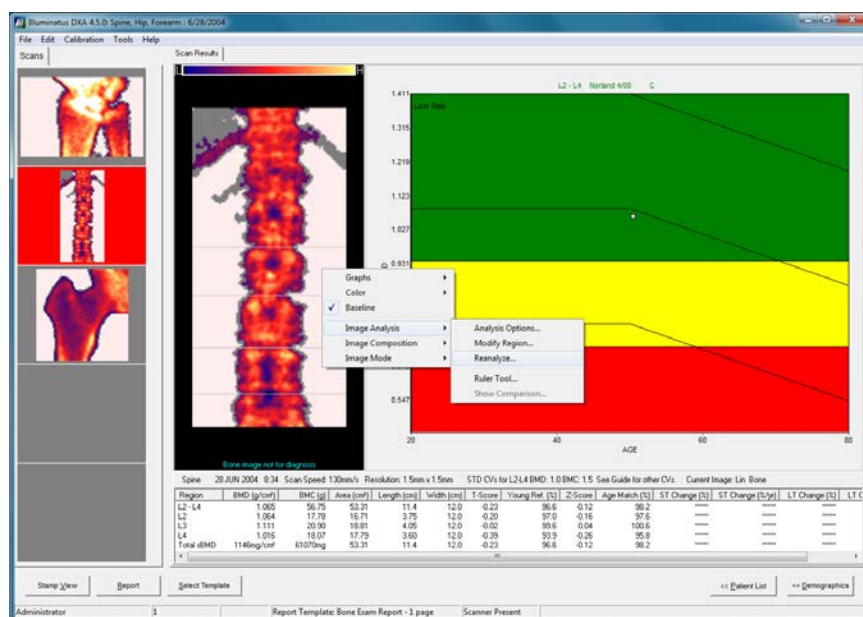 Illuminatus DXA 4.5.0: Spine, Hip, Forearm : 6/28/2004
File Edit Calibration Tools Help
Scans
Scan Results
L H
L2 - L4 Norland 4/00 C
1.411
Low Risk
1.315
1.219
1.123
1.027
0.931
D
0.547
20 40 60 80
AGE
Graphs
Color
Baseline
Image Analysis
Image Composition
Image Mode
Analysis Options...
Modify Region...
Reanalyze...
Ruler Tool...
Show Comparison...
Bone image not for diagnosis
Spine 28 JUN 2004 8:34 Scan Speed: 130mm/s Resolution: 1.5mm x 1.5mm STD CVs for L2-L4 BMD: 1.0 BMC: 1.5 See Guide for other CVs. Current Image: Lin Bone
Region BMD (g/cm²) BMC (g) Area (cm²) Length (cm) Width (cm) T-Score Young Ref. (%) Z-Score Age Match (%) ST Change (%) ST Change (%/yr) LT Change (%) LT C
L2 - L4 1.065 56.75 53.31 11.4 12.0 -0.23 96.6 -0.12 98.2 ----- ----- -----
L2 1.064 17.78 16.71 3.75 12.0 -0.20 97.0 -0.16 97.6 ----- ----- -----
L3 1.111 20.90 18.81 4.05 12.0 -0.02 99.6 0.04 100.6 ----- ----- -----
L4 1.016 18.07 17.79 3.60 12.0 -0.39 93.9 -0.26 95.8 ----- ----- -----
Total sBMD 1146mg/cm² 61070mg 53.31 11.4 12.0 -0.23 96.6 -0.12 98.2 ----- ----- -----
Stamp View Report Select Template << Patient List << Demographics
Administrator 1 Report Template: Bone Exam Report - 1 page Scanner Present